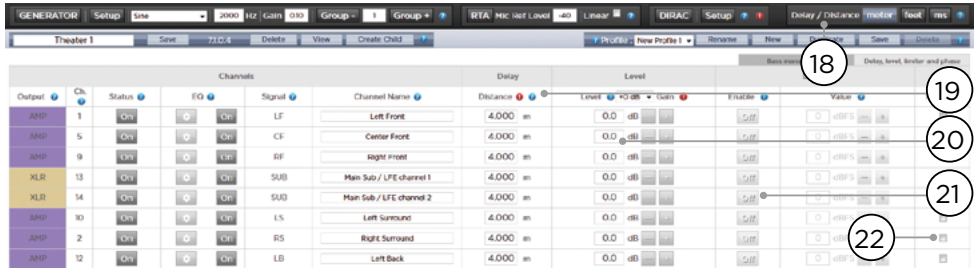 GENERATOR Setup Sine 2000 Hz Gain 0.10 Group - 1 Group + ? RTA Mic Ref Level -40 Linear ? DIRAC Setup ? ! Delay / Distance meter feet ms ?
Theater 1 Save 7.1.0.4 Delete View Create Child ? ? Profile New Profile 1 Rename New Duplicate Save Delete ?
18
Delay, level, limiter and phase
Channels Delay Level
19
Output ? Ch. ? Status ? EQ ? Signal ? Channel Name ? Distance ! ? Level ? +0 dB Gain ! Enable ? Value ?
AMP 1 On On LF Left Front 4.000 m 0.0 dB - + Off 0 dBFS - +
20
AMP 5 On On CF Center Front 4.000 m 0.0 dB - + Off 0 dBFS
AMP 9 On On RF Right Front 4.000 m 0.0 dB - + Off 0 dBFS - +
XLR 13 On On SUB Main Sub / LFE channel 1 4.000 m 0.0 dB - + Off 0 dBFS - +
21
XLR 14 On On SUB Main Sub / LFE channel 2 4.000 m 0.0 dB - + Off 0 dBFS
AMP 10 On On LS Left Surround 4.000 m 0.0 dB - + Off 0 dBFS
22
AMP 2 On On RS Right Surround 4.000 m 0.0 dB - + Off 0
AMP 12 On On LB Left Back 4.000 m 0.0 dB - + Off 0 dBFS